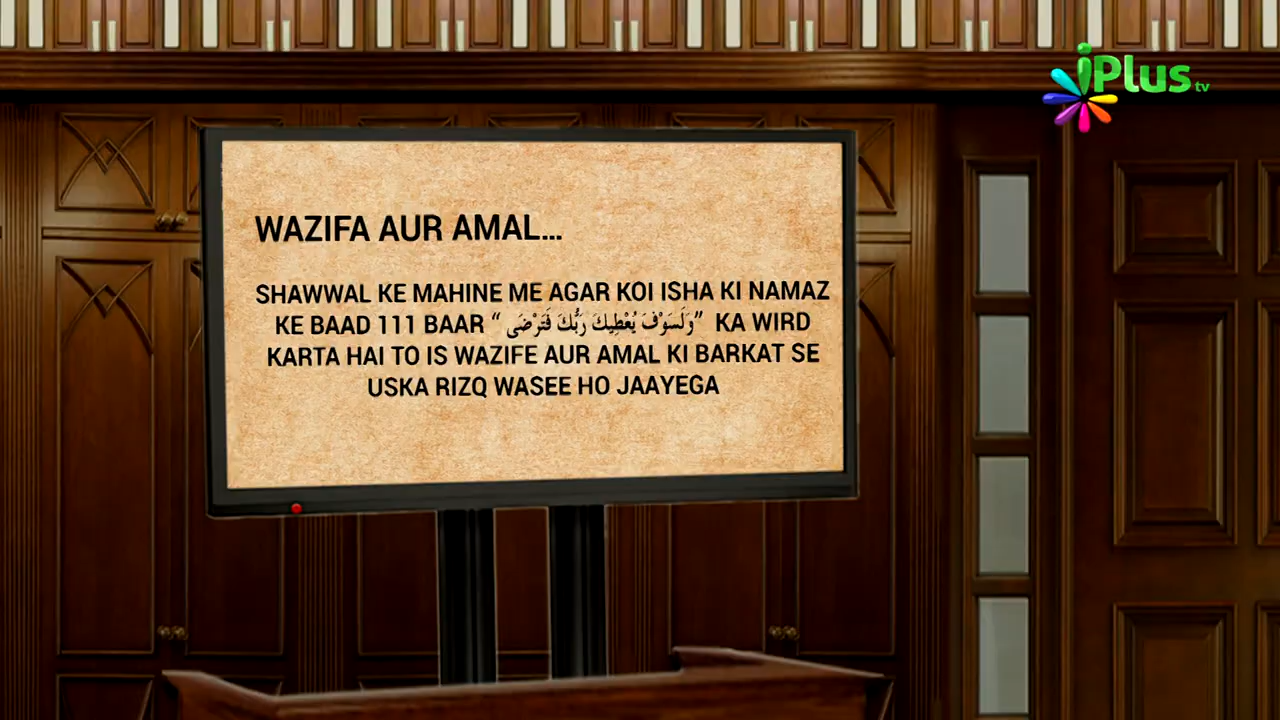 iPlus tv
WAZIFA AUR AMAL...
SHAWWAL KE MAHINE ME AGAR KOI ISHA KI NAMAZ
KE BAAD 111 BAAR “ وَلَسَوْفَ يُعْطِيكَ رَبُّكَ فَتَرْضَى ” KA WIRD
KARTA HAI TO IS WAZIFE AUR AMAL KI BARKAT SE
USKA RIZQ WASEE HO JAAYEGA